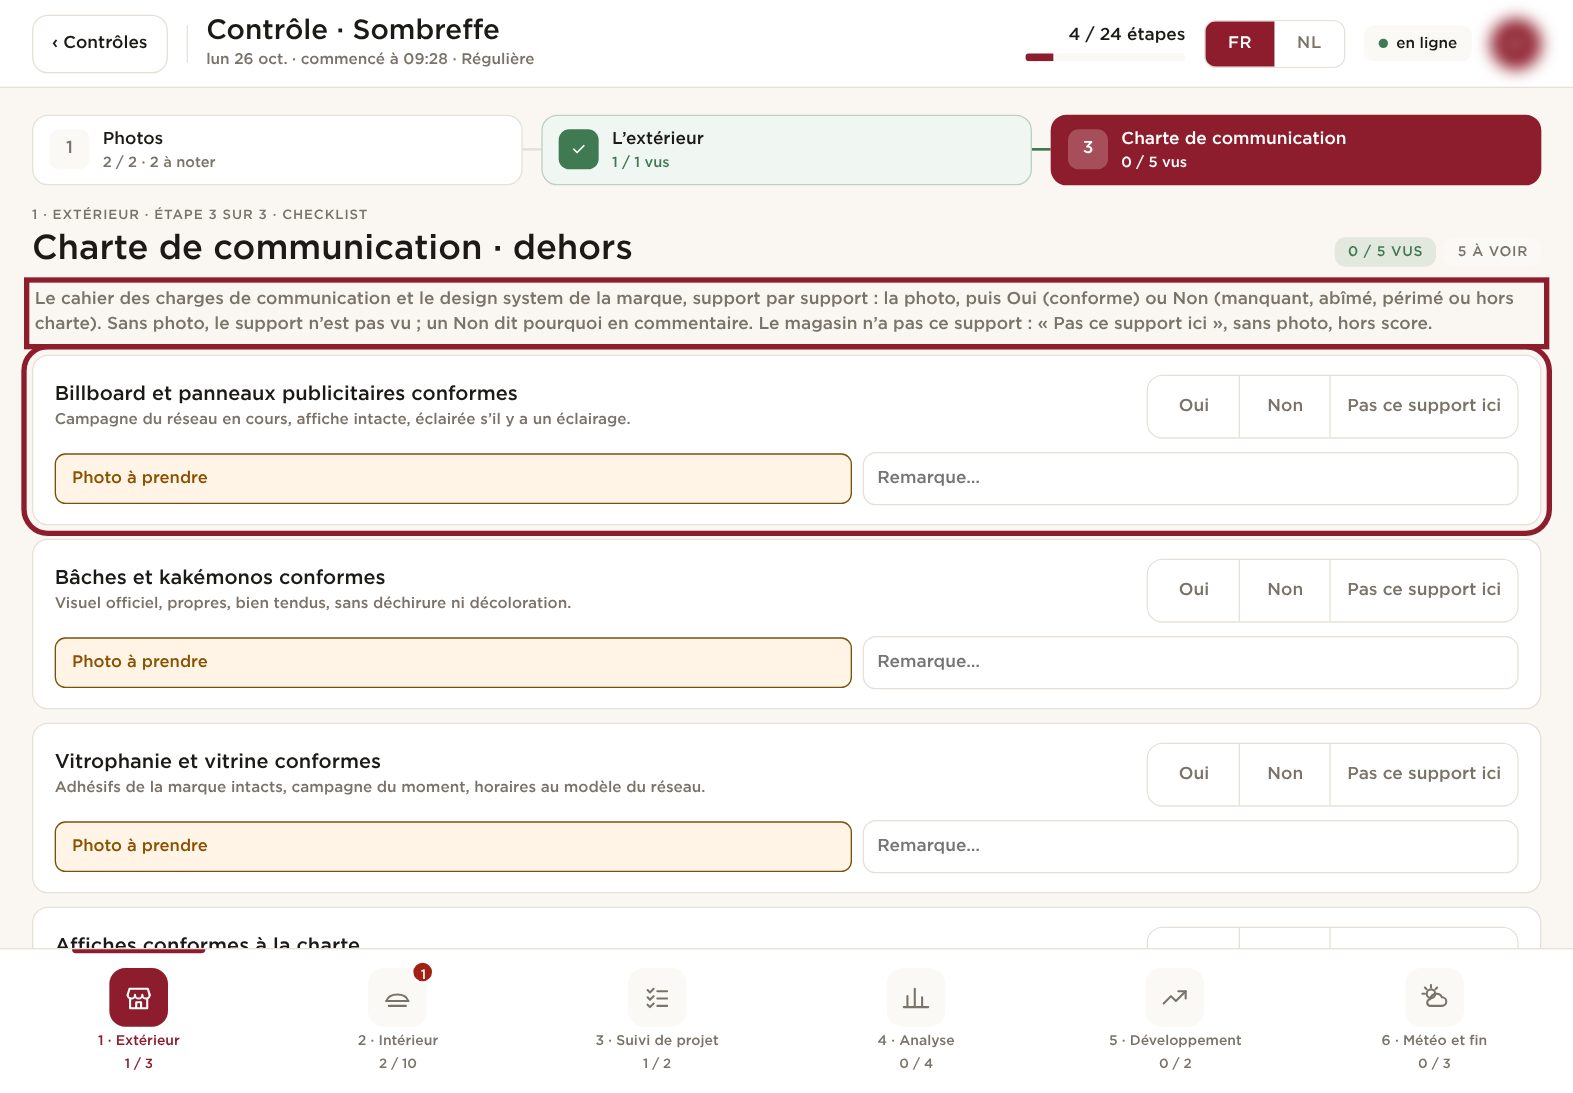 ‹ Contrôles
Contrôle · Sombreffe
lun 26 oct. · commencé à 09:28 · Régulière
4 / 24 étapes
FR
NL
en ligne
1
Photos
2 / 2 · 2 à noter
L’extérieur
1 / 1 vus
3
Charte de communication
0 / 5 vus
1 · EXTÉRIEUR · ÉTAPE 3 SUR 3 · CHECKLIST
Charte de communication · dehors
0 / 5 VUS
5 À VOIR
Le cahier des charges de communication et le design system de la marque, support par support : la photo, puis Oui (conforme) ou Non (manquant, abîmé, périmé ou hors
charte). Sans photo, le support n’est pas vu ; un Non dit pourquoi en commentaire. Le magasin n’a pas ce support : « Pas ce support ici », sans photo, hors score.
Billboard et panneaux publicitaires conformes
Campagne du réseau en cours, affiche intacte, éclairée s’il y a un éclairage.
Oui
Non
Pas ce support ici
Photo à prendre
Remarque...
Bâches et kakémonos conformes
Visuel officiel, propres, bien tendus, sans déchirure ni décoloration.
Oui
Non
Pas ce support ici
Photo à prendre
Remarque...
Vitrophanie et vitrine conformes
Adhésifs de la marque intacts, campagne du moment, horaires au modèle du réseau.
Oui
Non
Pas ce support ici
Photo à prendre
Remarque...
Affiches conformes à la charte
1 · Extérieur
1 / 3
1
2 · Intérieur
2 / 10
3 · Suivi de projet
1 / 2
4 · Analyse
0 / 4
5 · Développement
0 / 2
6 · Météo et fin
0 / 3